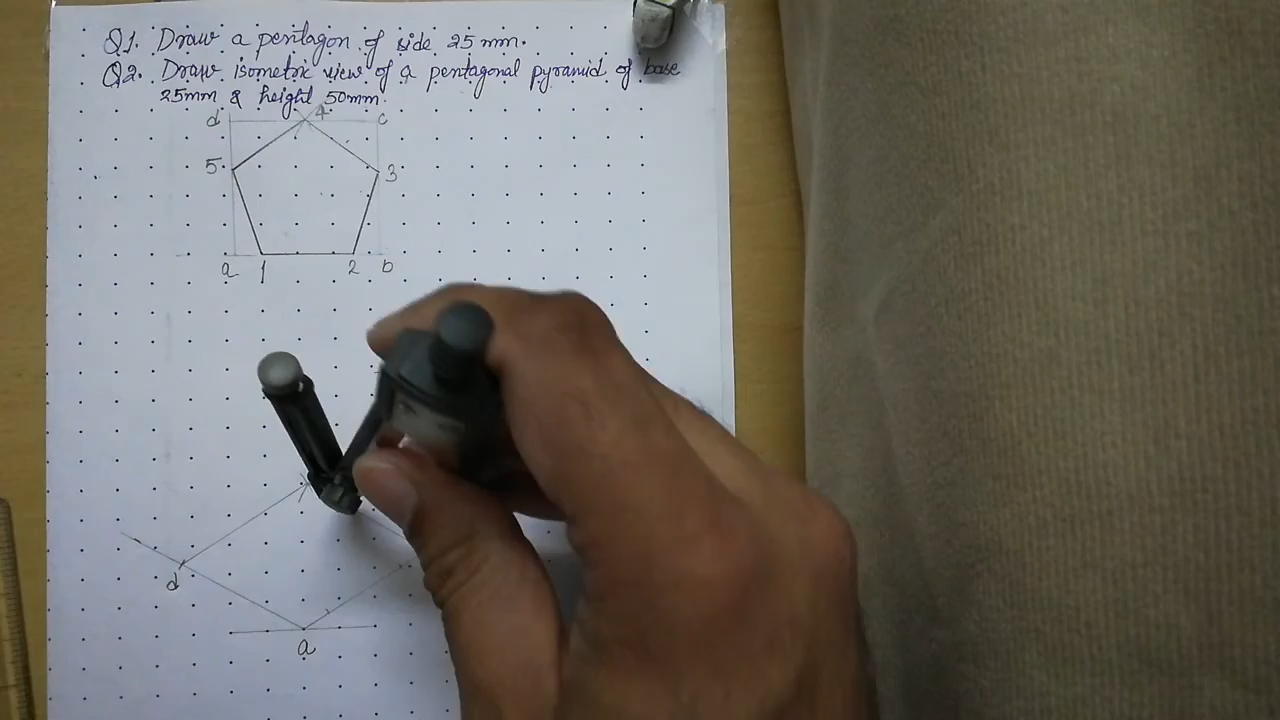 Q1. Draw a pentagon of side 25 mm.
Q2. Draw isometric view of a pentagonal pyramid of base
25mm & height 50mm.
d 4 c
5 3
a 1 2 b
d
a